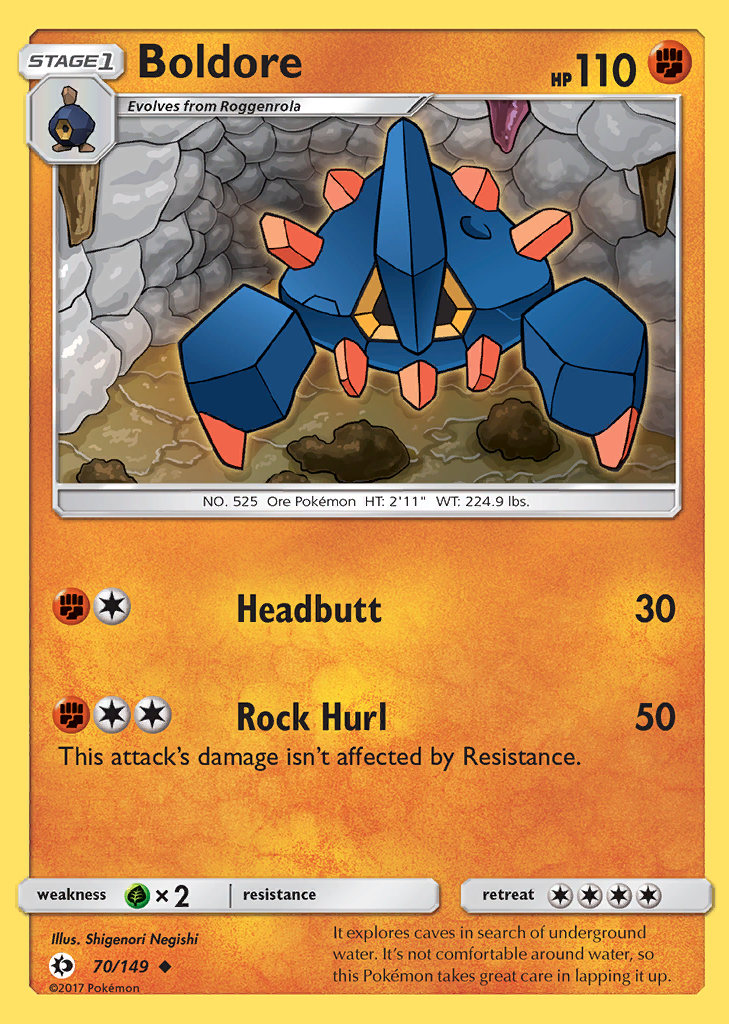 STAGE1
Boldore
HP 110
Evolves from Roggenrola
NO. 525 Ore Pokémon HT: 2'11" WT: 224.9 lbs.
Headbutt 30
Rock Hurl 50
This attack's damage isn't affected by Resistance.
weakness × 2 resistance retreat
Illus. Shigenori Negishi
70/149
©2017 Pokémon
It explores caves in search of underground
water. It's not comfortable around water, so
this Pokémon takes great care in lapping it up.